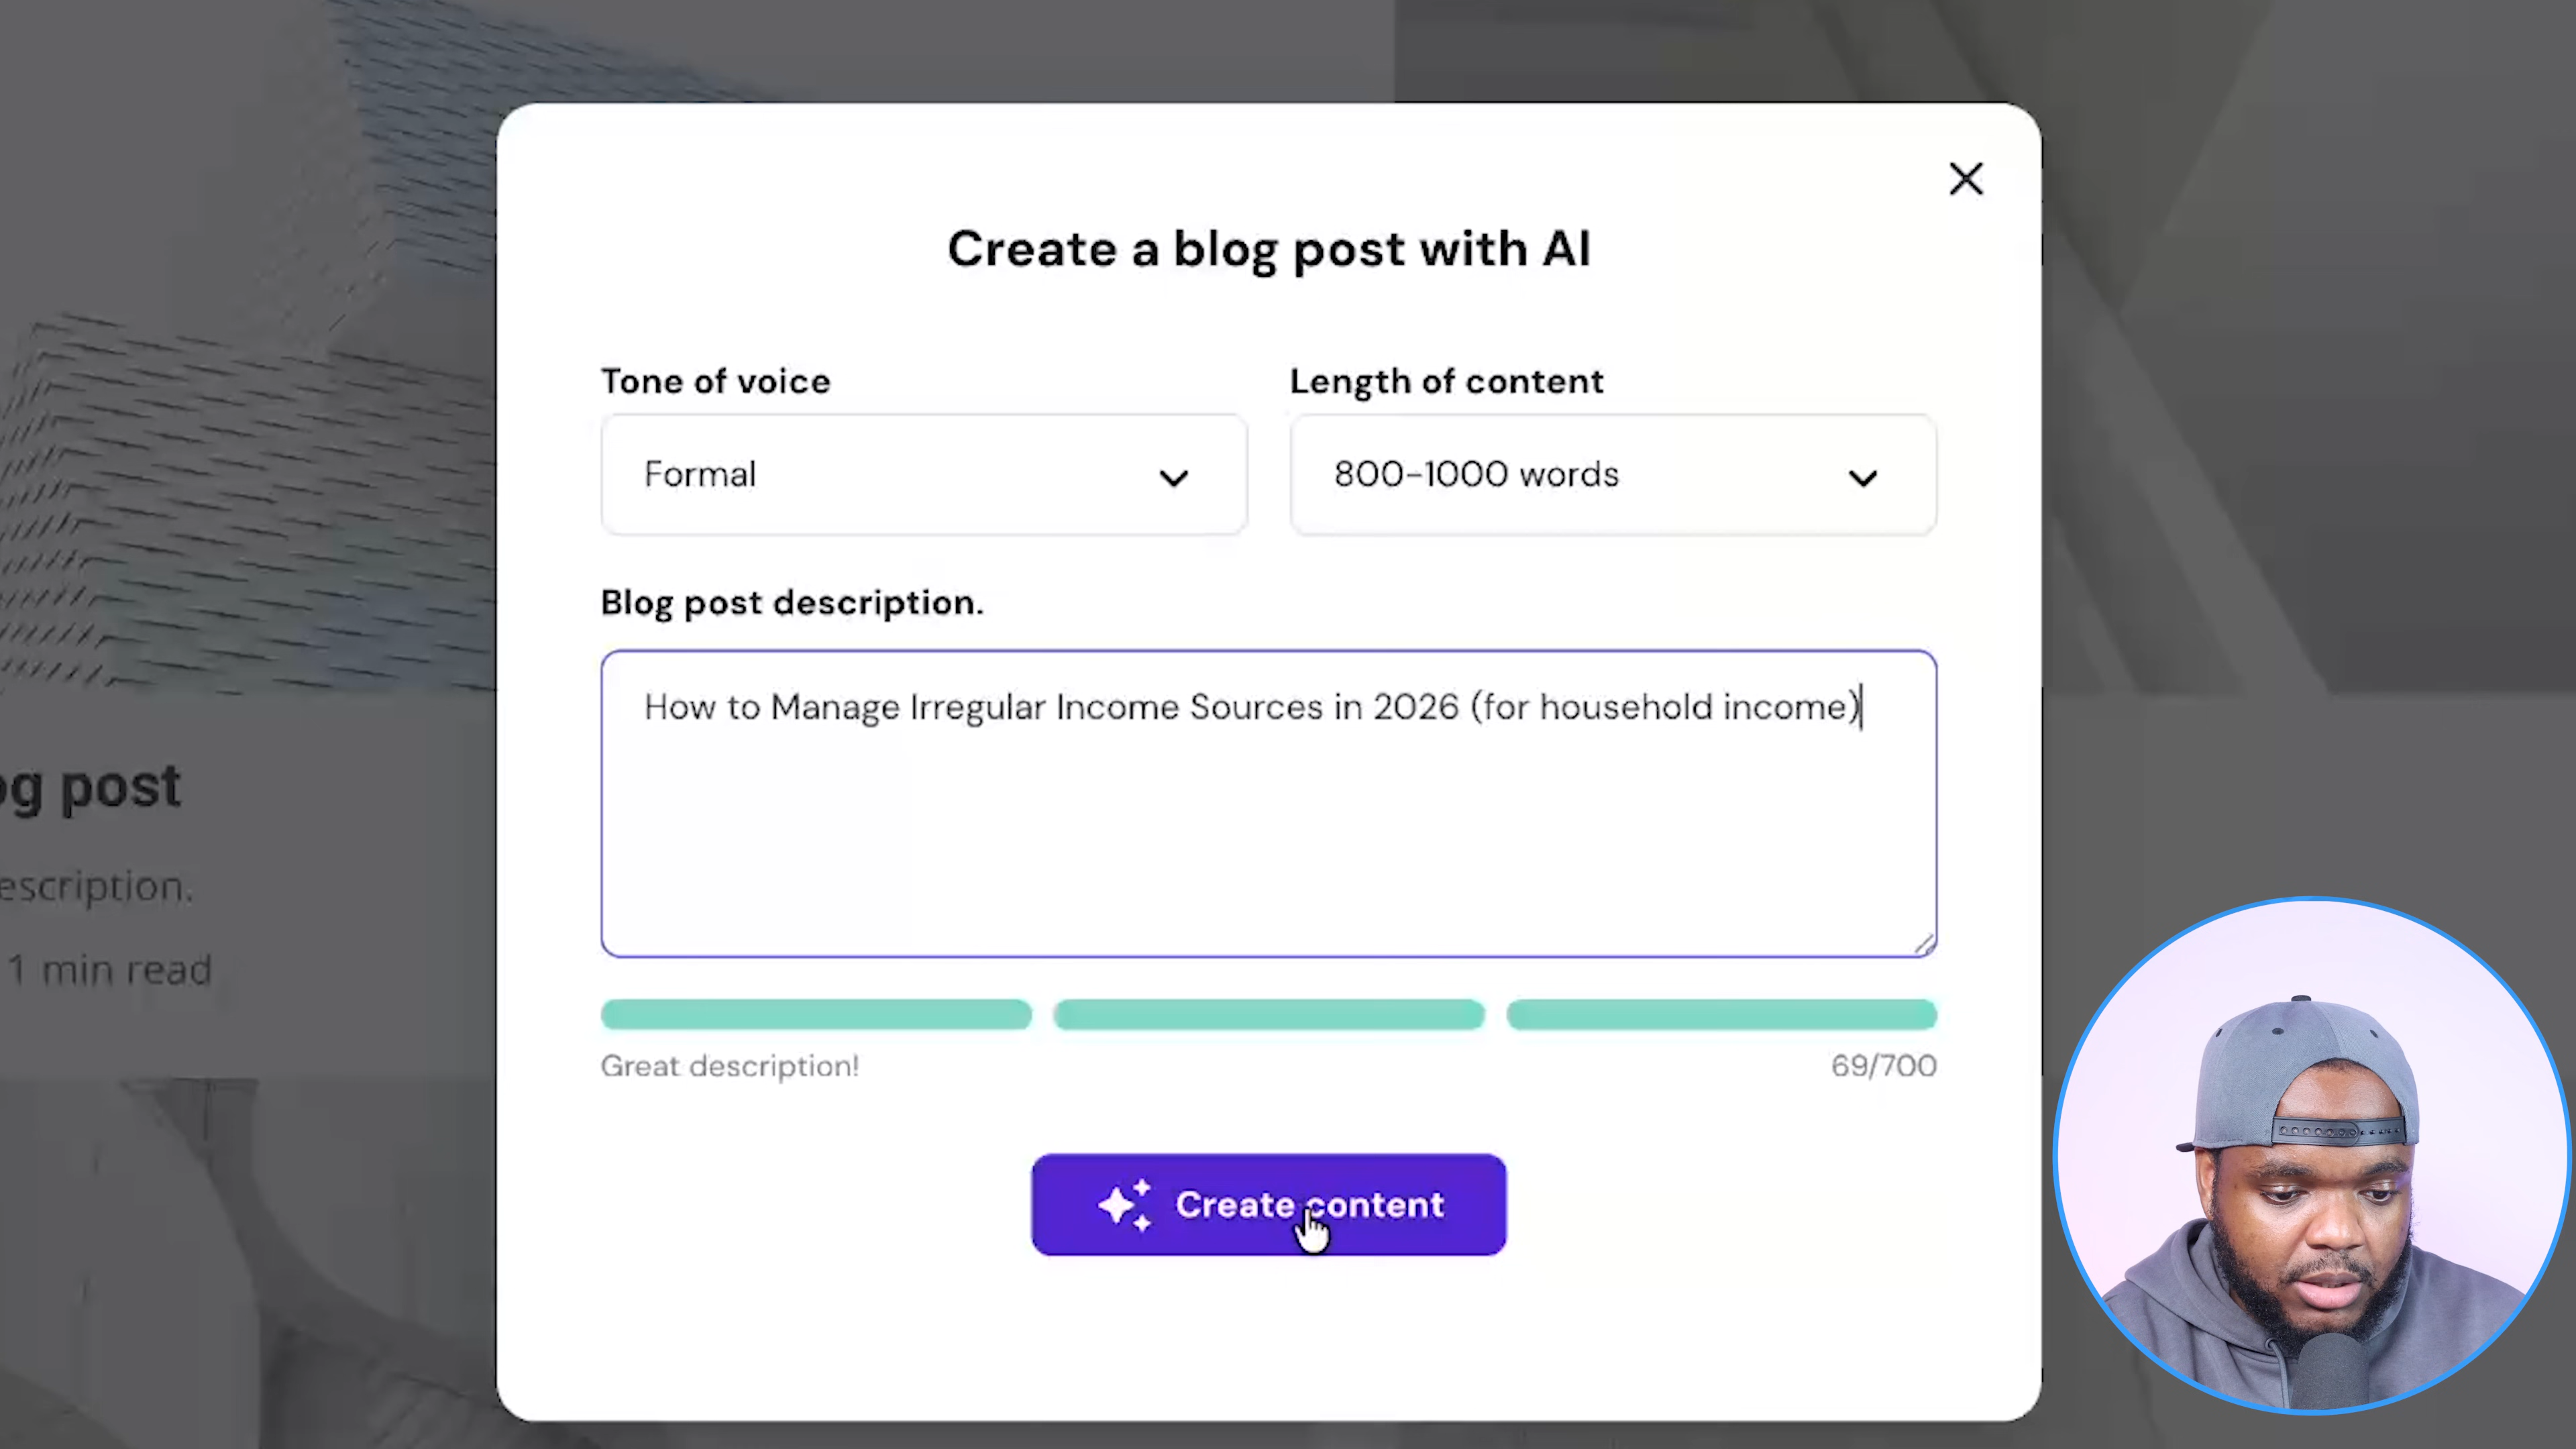 Create a blog post with AI
Tone of voice
Length of content
Formal
800-1000 words
Blog post description.
How to Manage Irregular Income Sources in 2026 (for household income)
og post
escription.
1 min read
Great description!
69/700
Create content